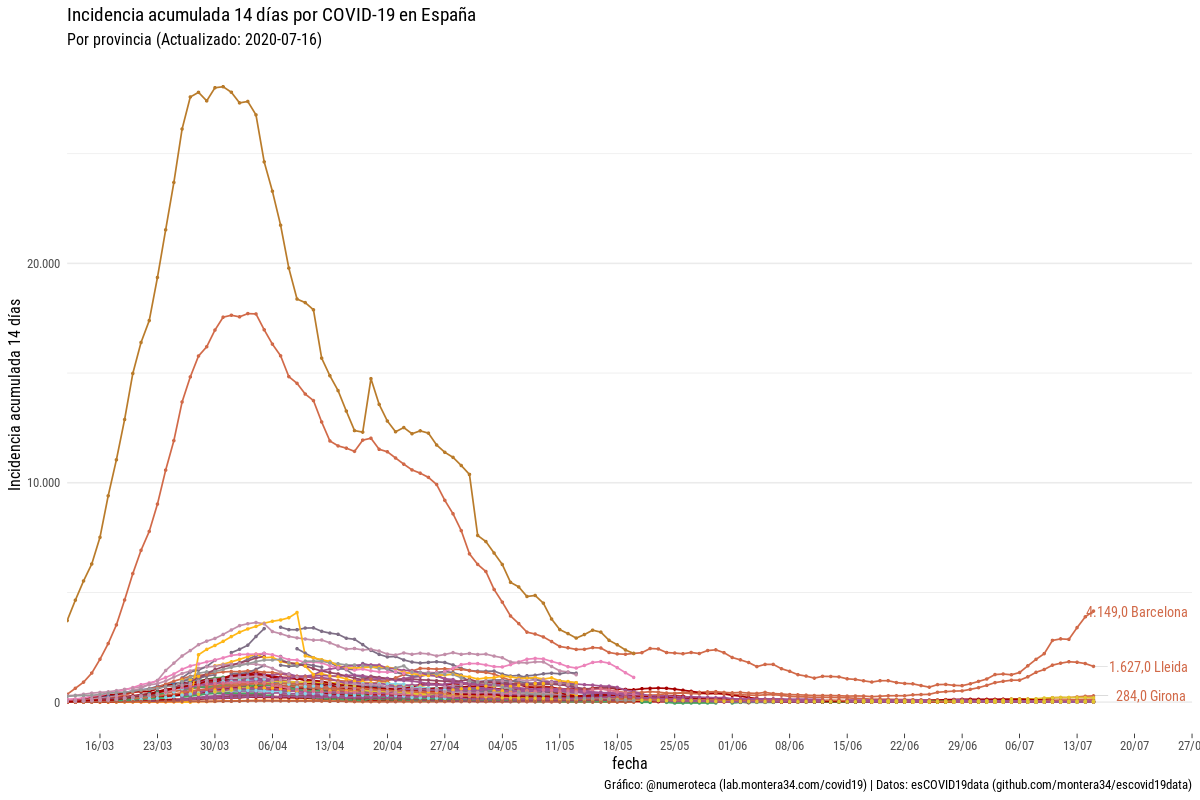 Incidencia acumulada 14 días por COVID-19 en España
Por provincia (Actualizado: 2020-07-16)
Incidencia acumulada 14 días
20.000
10.000
0
4.149,0 Barcelona
1.627,0 Lleida
284,0 Girona
16/03 23/03 30/03 06/04 13/04 20/04 27/04 04/05 11/05 18/05 25/05 01/06 08/06 15/06 22/06 29/06 06/07 13/07 20/07 27/0
fecha
Gráfico: @numeroteca (lab.montera34.com/covid19) | Datos: esCOVID19data (github.com/montera34/escovid19data)